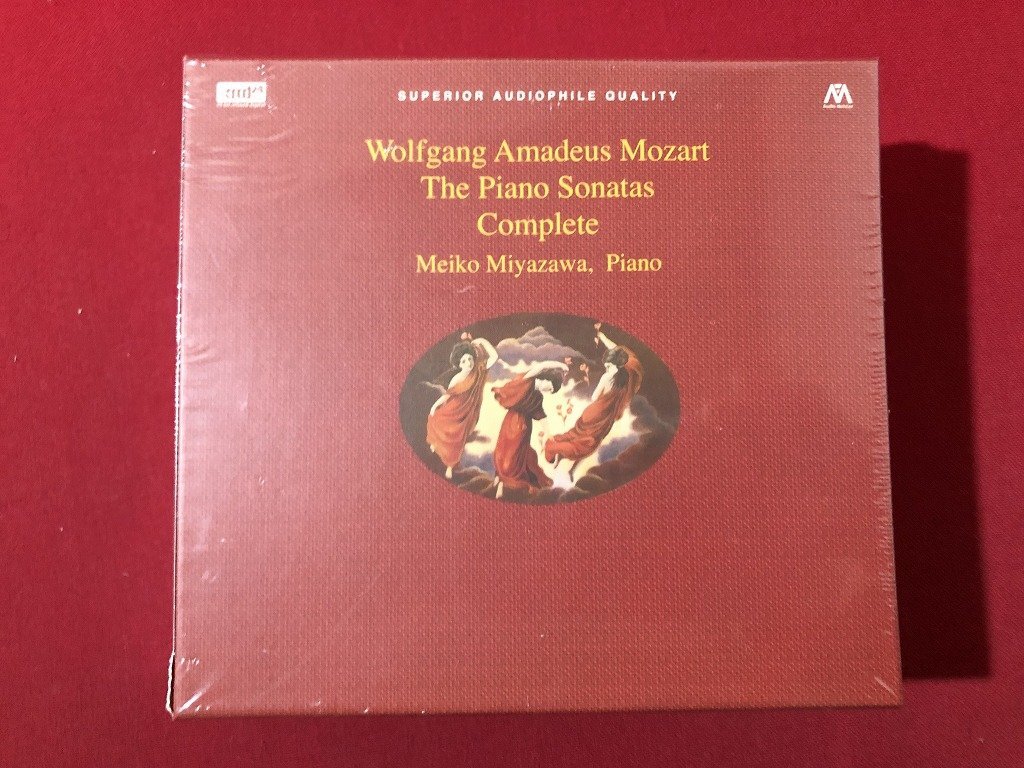 SUPERIOR AUDIOPHILE QUALITY
Wolfgang Amadeus Mozart
The Piano Sonatas
Complete
Meiko Miyazawa, Piano